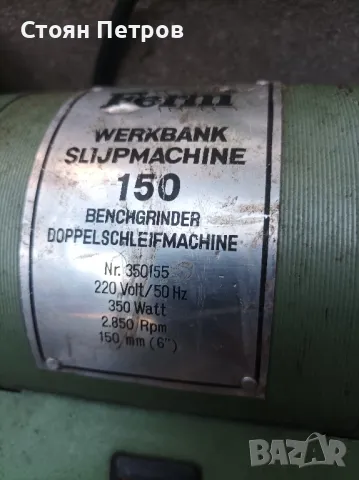 Стоян Петров
Ferm
WERKBANK
SLIJPMACHINE
150
BENCHGRINDER
DOPPELSCHLEIFMACHINE
Nr. 350155
220 Volt/50 Hz
350 Watt
2.850 Rpm
150 mm (6")
BAZAR